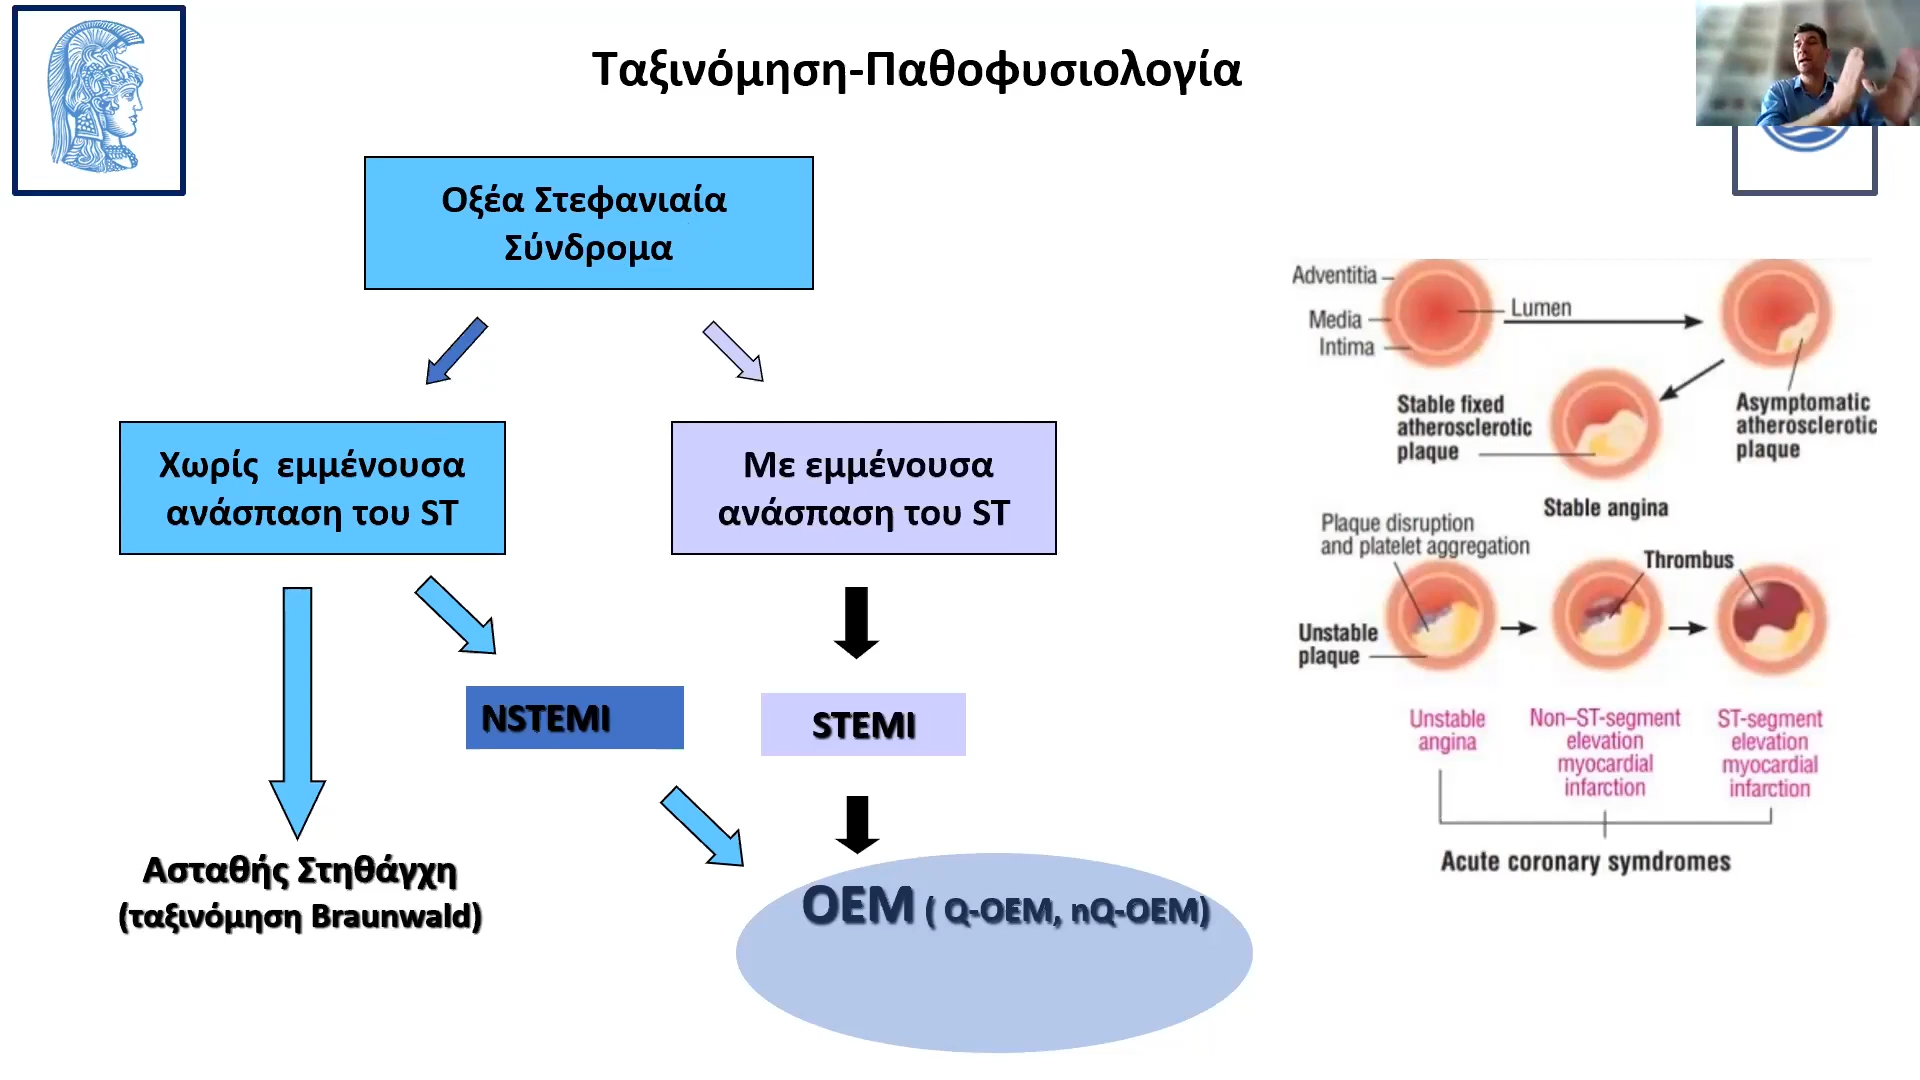 Ταξινόμηση-Παθοφυσιολογία
Οξέα Στεφανιαία
Σύνδρομα
Χωρίς εμμένουσα
ανάσπαση του ST
Με εμμένουσα
ανάσπαση του ST
NSTEMI
STEMI
Ασταθής Στηθάγχη
(ταξινόμηση Braunwald)
ΟΕΜ ( Q-ΟΕΜ, nQ-ΟΕΜ)
Adventitia
Media
Intima
Lumen
Stable fixed
atherosclerotic
plaque
Asymptomatic
atherosclerotic
plaque
Stable angina
Plaque disruption
and platelet aggregation
Thrombus
Unstable
plaque
Unstable
angina
Non–ST-segment
elevation
myocardial
infarction
ST-segment
elevation
myocardial
infarction
Acute coronary symdromes